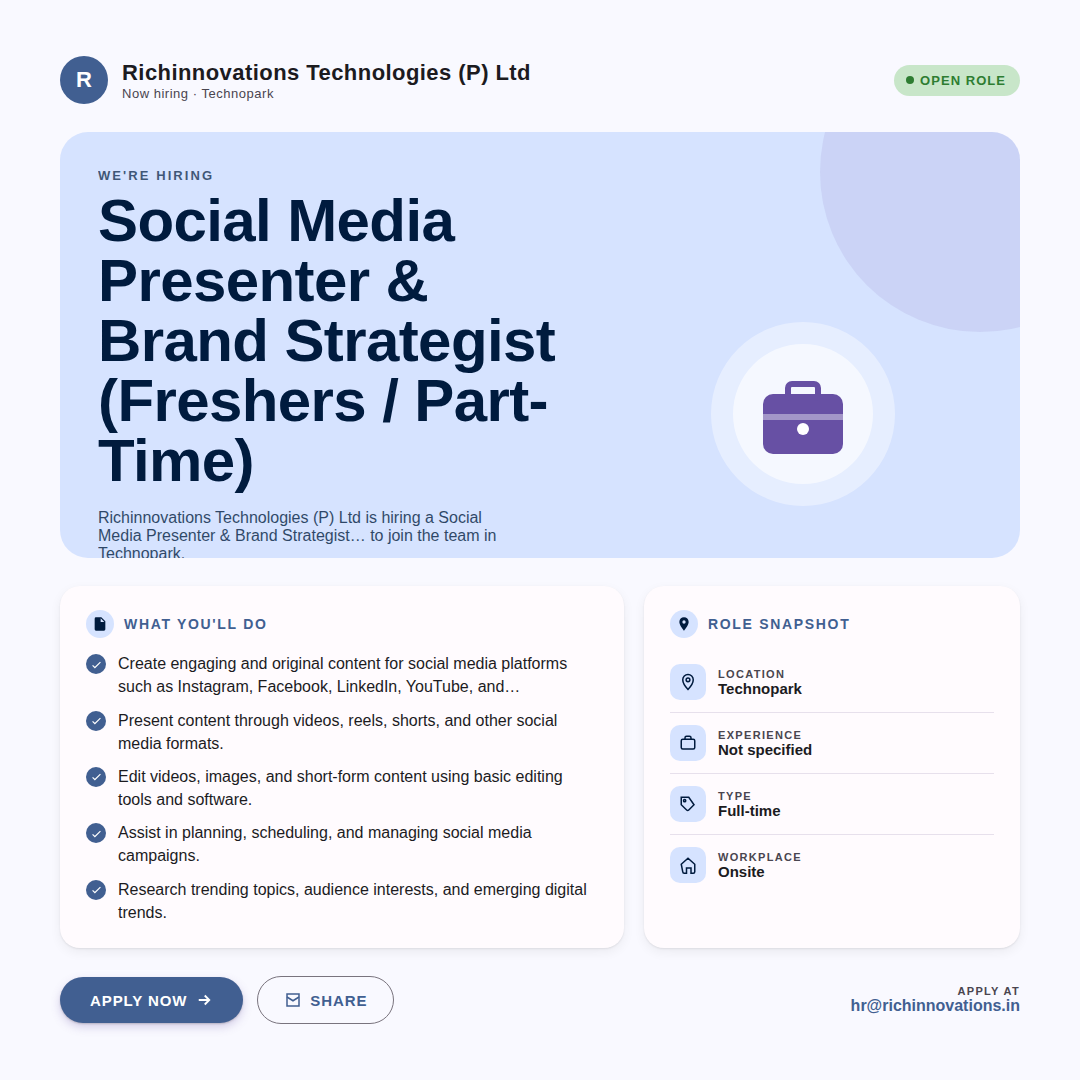 R
Richinnovations Technologies (P) Ltd
Now hiring · Technopark
OPEN ROLE
WE'RE HIRING
Social Media
Presenter &
Brand Strategist
(Freshers / Part-
Time)
Richinnovations Technologies (P) Ltd is hiring a Social
Media Presenter & Brand Strategist… to join the team in
Technopark.
WHAT YOU'LL DO
Create engaging and original content for social media platforms
such as Instagram, Facebook, LinkedIn, YouTube, and…
Present content through videos, reels, shorts, and other social
media formats.
Edit videos, images, and short-form content using basic editing
tools and software.
Assist in planning, scheduling, and managing social media
campaigns.
Research trending topics, audience interests, and emerging digital
trends.
ROLE SNAPSHOT
LOCATION
Technopark
EXPERIENCE
Not specified
TYPE
Full-time
WORKPLACE
Onsite
APPLY NOW
SHARE
APPLY AT
hr@richinnovations.in